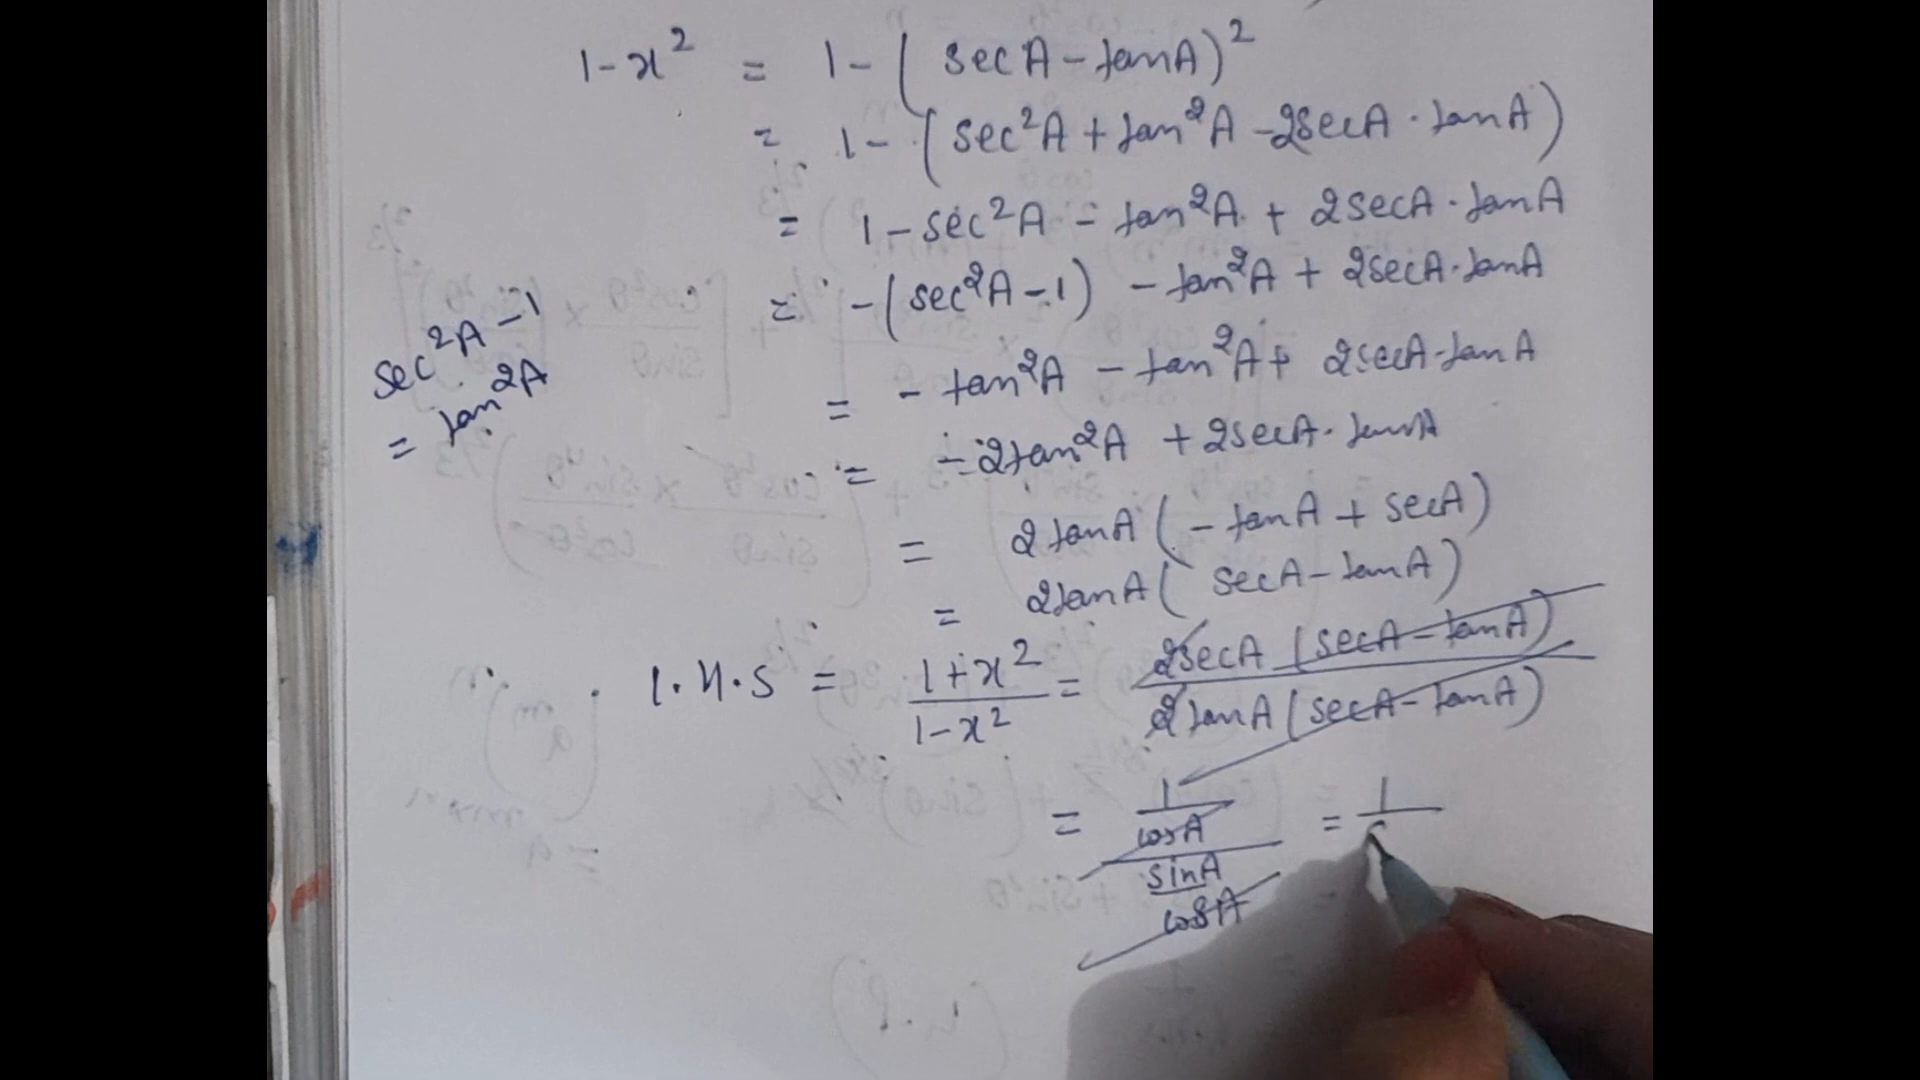 1-x² = 1-(secA-tanA)²
= 1-(sec²A+tan²A-2secA·tanA)
= 1-sec²A-tan²A+2secA·tanA
= -(sec²A-1)-tan²A+2secA·tanA
sec²A-1
= tan²A
= -tan²A-tan²A+2secA·tanA
= -2tan²A+2secA·tanA
= 2tanA(-tanA+secA)
= 2tanA(secA-tanA)
∴ L.H.S = (1+x²)/(1-x²) = 2secA(secA-tanA)/2tanA(secA-tanA)
= (1/cosA)/(sinA/cosA) = 1/